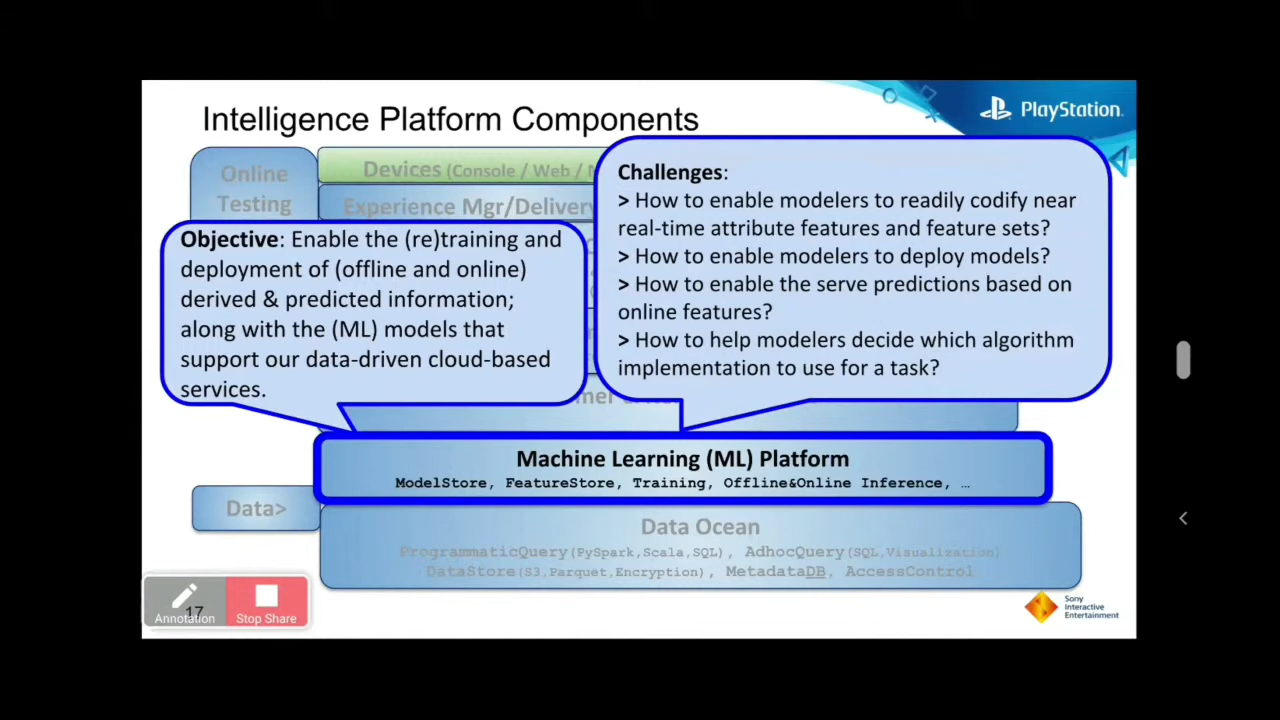 Intelligence Platform Components
PlayStation
Online
Testing
Devices (Console / Web /
Experience Mgr/Delivery
Objective: Enable the (re)training and
deployment of (offline and online)
derived & predicted information;
along with the (ML) models that
support our data-driven cloud-based
services.
Challenges:
> How to enable modelers to readily codify near
real-time attribute features and feature sets?
> How to enable modelers to deploy models?
> How to enable the serve predictions based on
online features?
> How to help modelers decide which algorithm
implementation to use for a task?
Machine Learning (ML) Platform
ModelStore, FeatureStore, Training, Offline&Online Inference, …
Data>
Data Ocean
ProgrammaticQuery(PySpark,Scala,SQL), AdhocQuery(SQL,Visualization)
DataStore(S3,Parquet,Encryption), MetadataDB, AccessControl
17
Annotation
Stop Share
Sony
Interactive
Entertainment